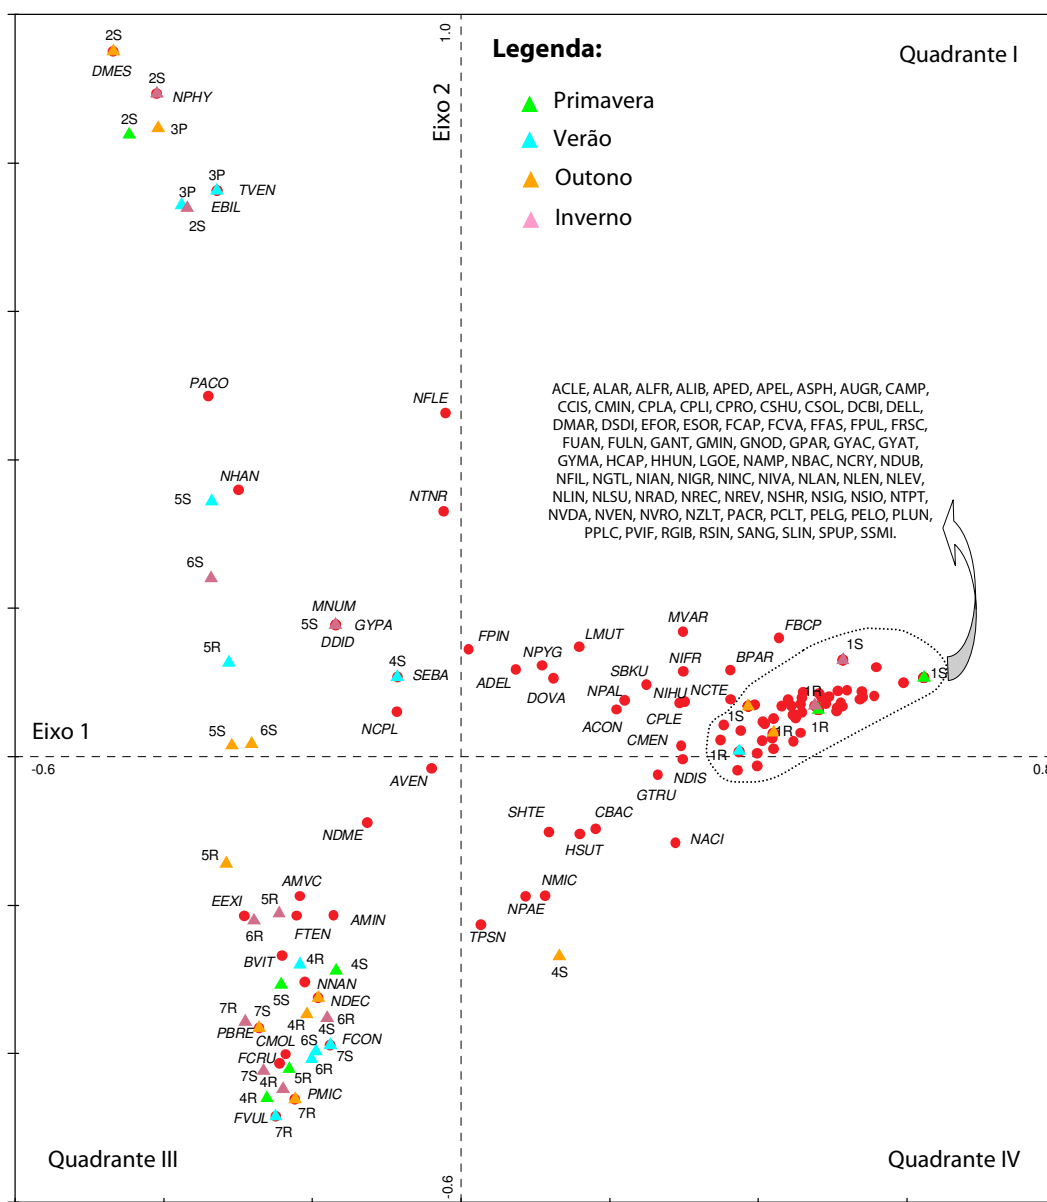 2S
DMES
2S
NPHY
2S
3P
3P
TVEN
3P
EBIL
2S
1.0
Eixo 2
Legenda:
Primavera
Verão
Outono
Inverno
Quadrante I
PACO
NFLE
NHAN
5S
NTNR
6S
MNUM
5S
GYPA
DDID
5R
4S
SEBA
NCPL
5S
6S
Eixo 1
-0.6
AVEN
NDME
ACLE, ALAR, ALFR, ALIB, APED, APEL, ASPH, AUGR, CAMP,
CCIS, CMIN, CPLA, CPLI, CPRO, CSHU, CSOL, DCBI, DELL,
DMAR, DSDI, EFOR, ESOR, FCAP, FCVA, FFAS, FPUL, FRSC,
FUAN, FULN, GANT, GMIN, GNOD, GPAR, GYAC, GYAT,
GYMA, HCAP, HHUN, LGOE, NAMP, NBAC, NCRY, NDUB,
NFIL, NGTL, NIAN, NIGR, NINC, NIVA, NLAN, NLEN, NLEV,
NLIN, NLSU, NRAD, NREC, NREV, NSHR, NSIG, NSIO, NTPT,
NVDA, NVEN, NVRO, NZLT, PACR, PCLT, PELG, PELO, PLUN,
PPLC, PVIF, RGIB, RSIN, SANG, SLIN, SPUP, SSMI.
MVAR
FBCP
FPIN
LMUT
NPYG
NIFR
BPAR
1S
1S
ADEL
SBKU
DOVA
NPAL
NIHU
NCTE
1R
ACON
CPLE
1S
1R
1R
CMEN
1R
NDIS
0.8
GTRU
SHTE
CBAC
HSUT
NACI
NMIC
NPAE
TPSN
4S
5R
AMVC
EEXI
5R
AMIN
6R
FTEN
BVIT
4R
4S
NNAN
5S
NDEC
7R
7S
4R
6R
PBRE
4S
CMOL
6S
FCON
FCRU
7S
7S
6R
4R
5R
4R
PMIC
FVUL
7R
7R
Quadrante III
-0.6
Quadrante IV